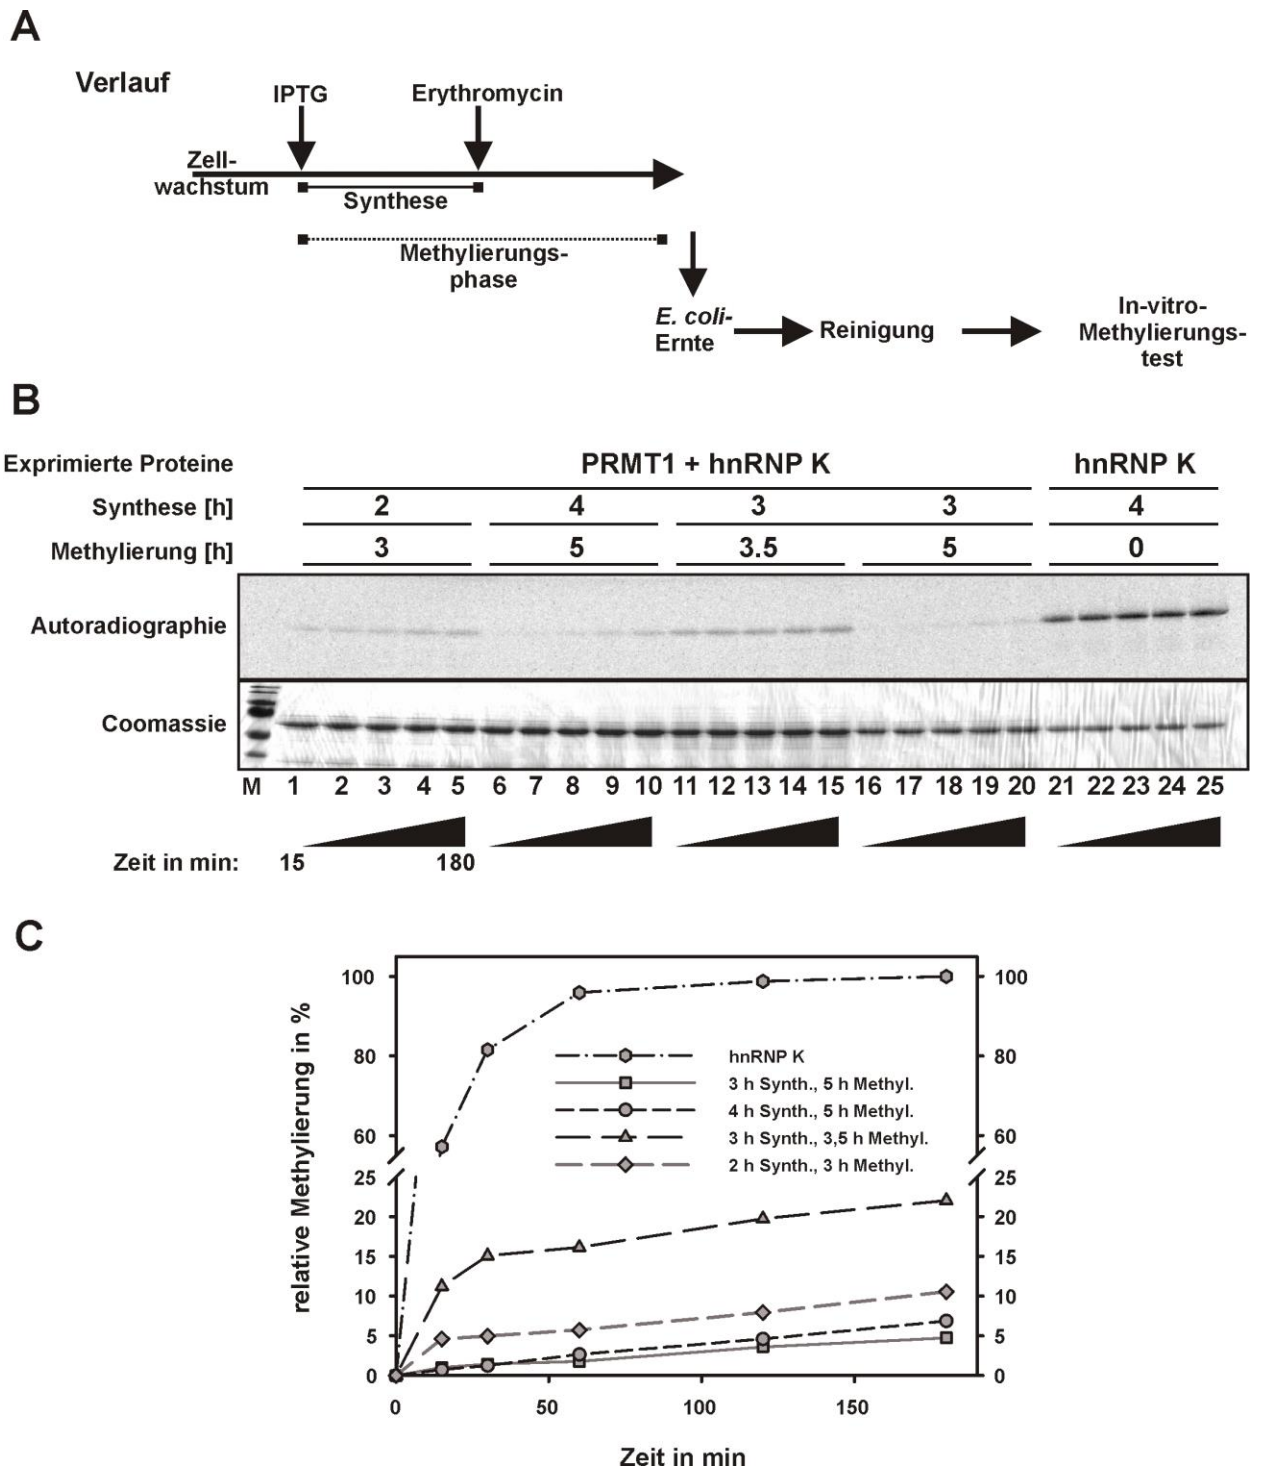 A
Verlauf
IPTG
Erythromycin
Zell-
wachstum
Synthese
Methylierungs-
phase
E. coli-
Ernte
Reinigung
In-vitro-
Methylierungs-
test
B
Exprimierte Proteine
PRMT1 + hnRNP K
hnRNP K
Synthese [h]
2 4 3 3 4
Methylierung [h]
3 5 3.5 5 0
Autoradiographie
Coomassie
M 1 2 3 4 5 6 7 8 9 10 11 12 13 14 15 16 17 18 19 20 21 22 23 24 25
Zeit in min: 15 180
C
relative Methylierung in %
100
80
60
25
20
15
10
5
0
hnRNP K
3 h Synth., 5 h Methyl.
4 h Synth., 5 h Methyl.
3 h Synth., 3,5 h Methyl.
2 h Synth., 3 h Methyl.
100
80
60
25
20
15
10
5
0
0 50 100 150
Zeit in min